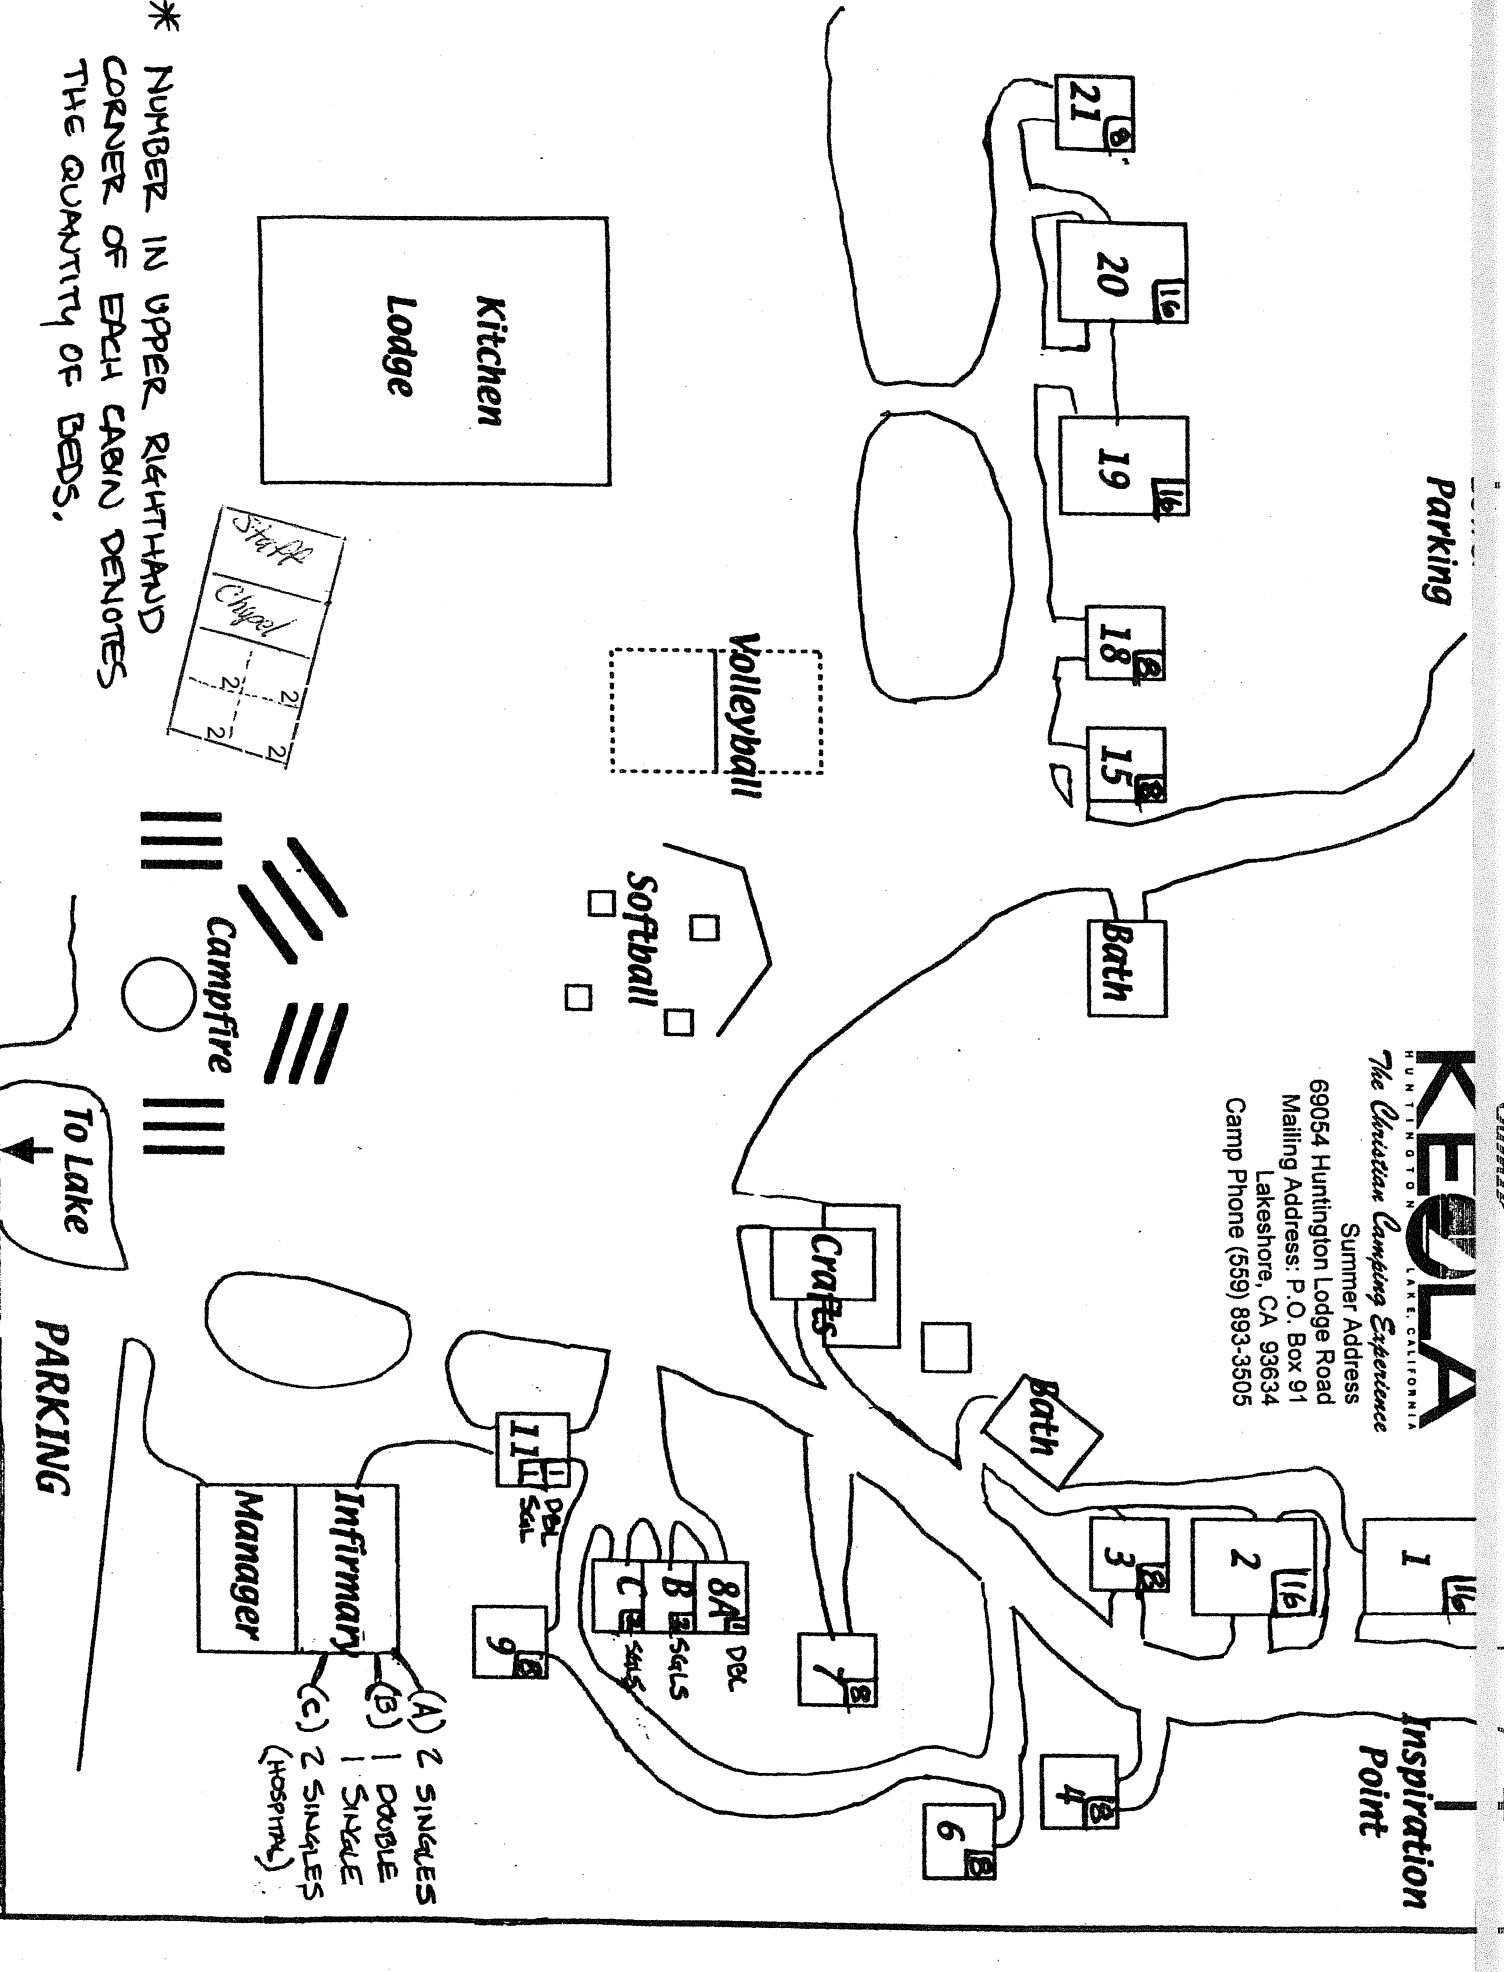 KEOLA
HUNTINGTON LAKE, CALIFORNIA
The Christian Camping Experience
Summer Address
69054 Huntington Lodge Road
Mailing Address: P.O. Box 91
Lakeshore, CA 93634
Camp Phone (559) 893-3505
Parking
Inspiration
Point
21
8
20
16
19
16
18
8
15
8
Bath
Bath
1
16
2
16
3
8
4
8
6
8
7
8
Crafts
8A
1
DBL
B
2
SGLS
C
2
SGLS
9
8
11
1
DBL
1
SGL
Volleyball
Softball
Kitchen
Lodge
Staff
Chapel
2
2
2
2
Campfire
Infirmary
Manager
(A) 2 SINGLES
(B) 1 DOUBLE
1 SINGLE
(C) 2 SINGLES
(HOSPITAL)
To Lake
PARKING
* NUMBER IN UPPER RIGHTHAND
CORNER OF EACH CABIN DENOTES
THE QUANTITY OF BEDS.